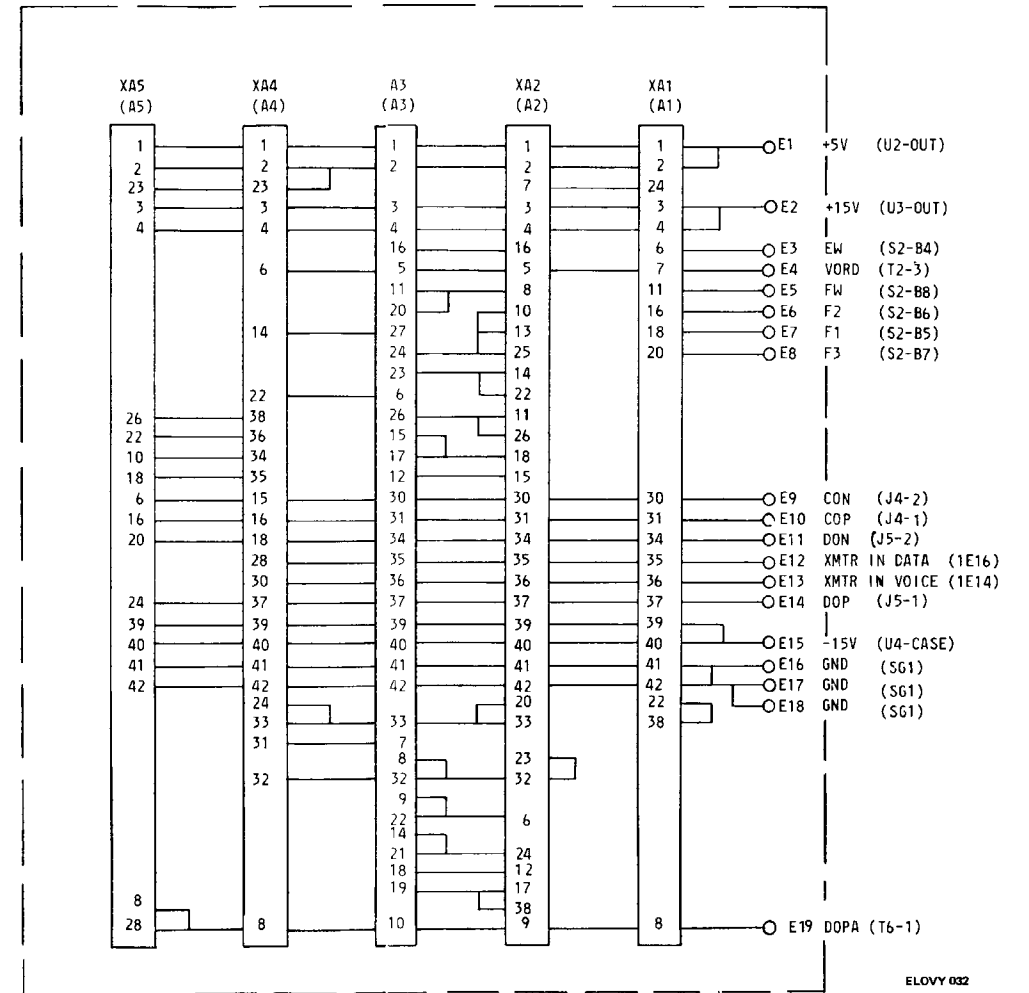 XA5 XA4 A3 XA2 XA1
(A5) (A4) (A3) (A2) (A1)
1 1 1 1 1 E1 +5V (U2-OUT)
2 2 2 2 2
23 23 7 24
3 3 3 3 3 E2 +15V (U3-OUT)
4 4 4 4 4
16 16 6 E3 EW (S2-B4)
6 5 5 7 E4 VORD (T2-3)
11 8 11 E5 FW (S2-B8)
20 10 16 E6 F2 (S2-B6)
14 27 13 18 E7 F1 (S2-B5)
24 25 20 E8 F3 (S2-B7)
23 14
22 6 22
26 38 26 11
22 36 15 26
10 34 17 18
18 35 12 15
6 15 30 30 30 E9 CON (J4-2)
16 16 31 31 31 E10 COP (J4-1)
20 18 34 34 34 E11 DON (J5-2)
28 35 35 35 E12 XMTR IN DATA (1E16)
30 36 36 36 E13 XMTR IN VOICE (1E14)
24 37 37 37 37 E14 DOP (J5-1)
39 39 39 39 39
40 40 40 40 40 E15 -15V (U4-CASE)
41 41 41 41 41 E16 GND (SG1)
42 42 42 42 42 E17 GND (SG1)
24 20 22 E18 GND (SG1)
33 33 33 38
31 7
8 23
32 32 32
9
22 6
14
21 24
18 12
19 17
8 38
28 8 10 9 8 E19 DOPA (T6-1)
ELOVY 032